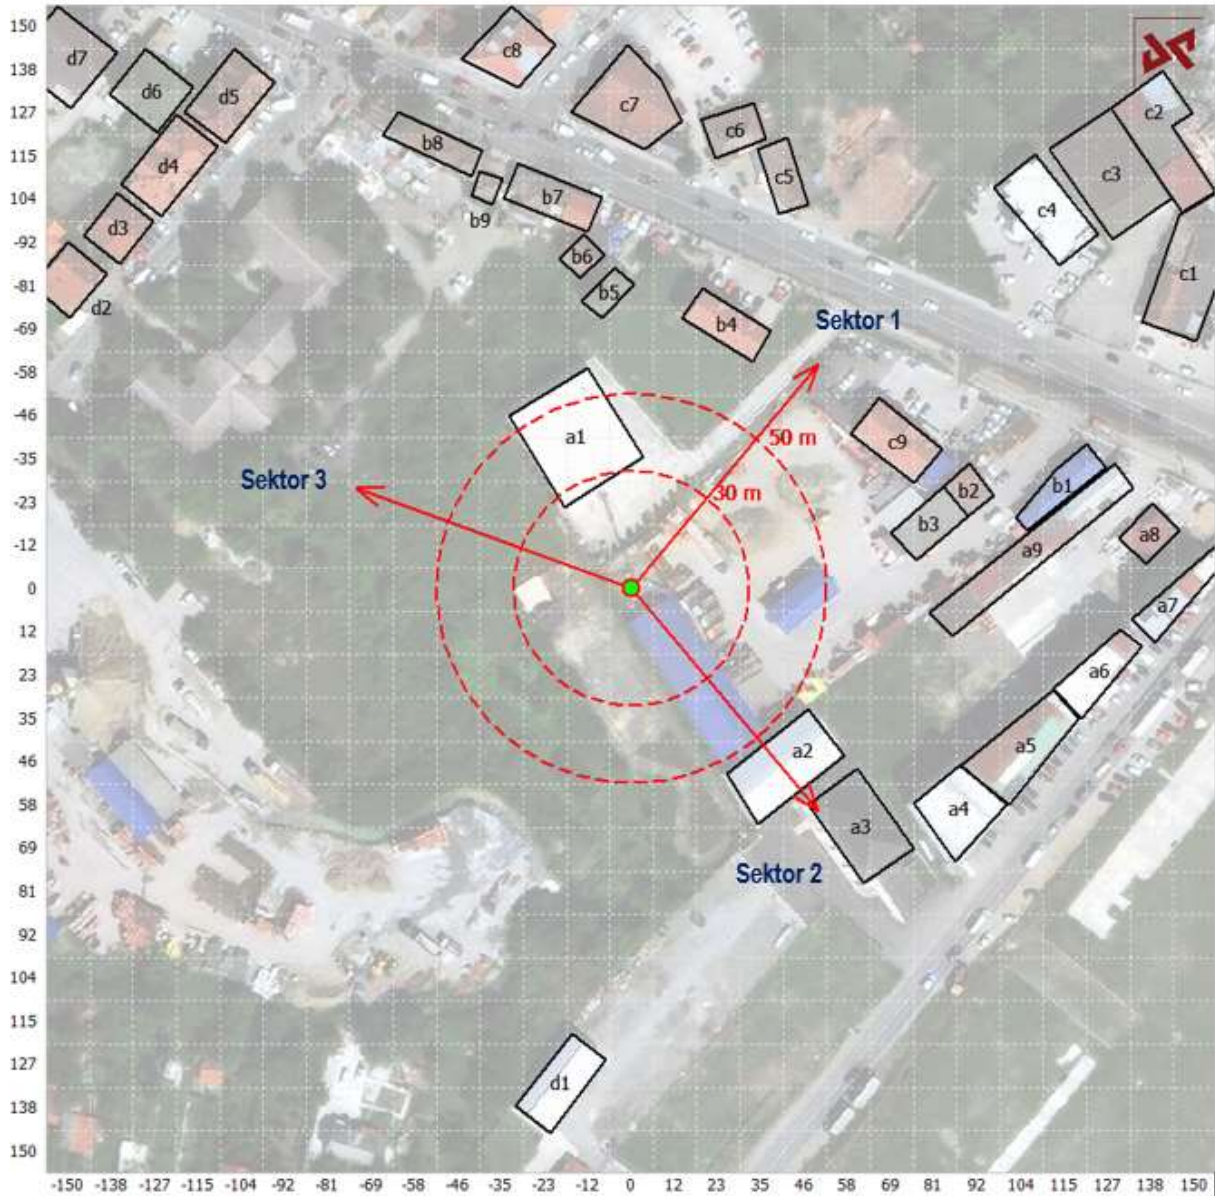 150
138
-127
-115
-104
-92
-81
-69
-58
-46
-35
-23
-12
0
12
23
35
46
58
69
81
92
104
115
127
138
150
d7
d6
d5
d4
d3
d2
c8
c7
c6
c5
c4
c3
c2
c1
b8
b9
b7
b6
b5
b4
Sektor 1
a1
50 m
30 m
Sektor 3
c9
b2
b3
b1
a9
a8
a7
a6
a5
a4
a2
a3
Sektor 2
d1
-150 -138 -127 -115 -104 -92 -81 -69 -58 -46 -35 -23 -12 0 12 23 35 46 58 69 81 92 104 115 127 138 150